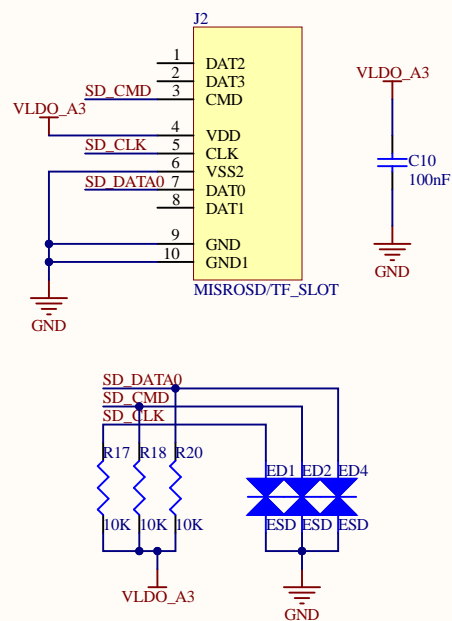 J2
1 DAT2
2 DAT3
SD_CMD 3 CMD
VLDO_A3
4 VDD
SD_CLK 5 CLK
6 VSS2
SD_DATA0 7 DAT0
8 DAT1
9 GND
10 GND1
GND
MISROSD/TF_SLOT
VLDO_A3
C10
100nF
GND
SD_DATA0
SD_CMD
SD_CLK
R17 R18 R20
10K 10K 10K
VLDO_A3
ED1 ED2 ED4
ESD ESD ESD
GND